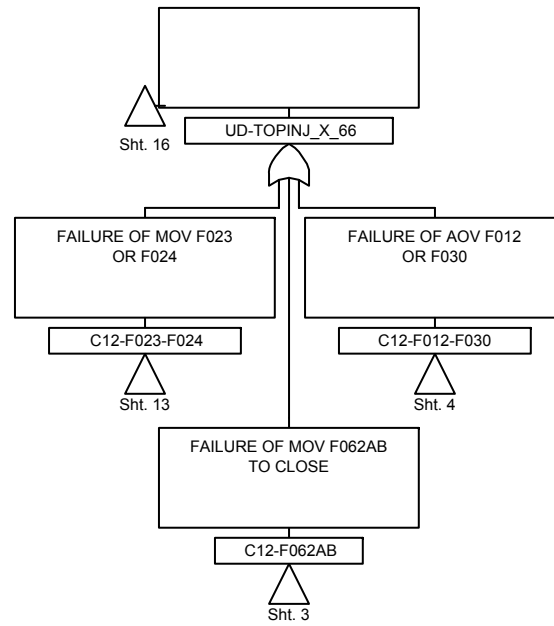 Sht. 16
UD-TOPINJ_X_66
FAILURE OF MOV F023
OR F024
C12-F023-F024
Sht. 13
FAILURE OF AOV F012
OR F030
C12-F012-F030
Sht. 4
FAILURE OF MOV F062AB
TO CLOSE
C12-F062AB
Sht. 3